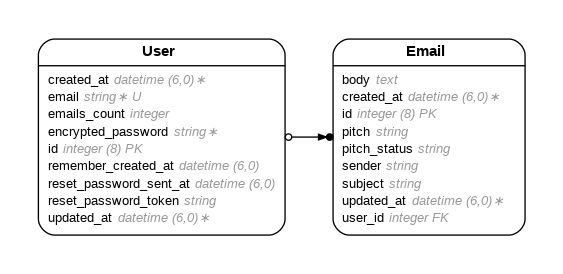 User
created_at datetime (6,0) ∗
email string ∗ U
emails_count integer
encrypted_password string ∗
id integer (8) PK
remember_created_at datetime (6,0)
reset_password_sent_at datetime (6,0)
reset_password_token string
updated_at datetime (6,0) ∗
Email
body text
created_at datetime (6,0) ∗
id integer (8) PK
pitch string
pitch_status string
sender string
subject string
updated_at datetime (6,0) ∗
user_id integer FK